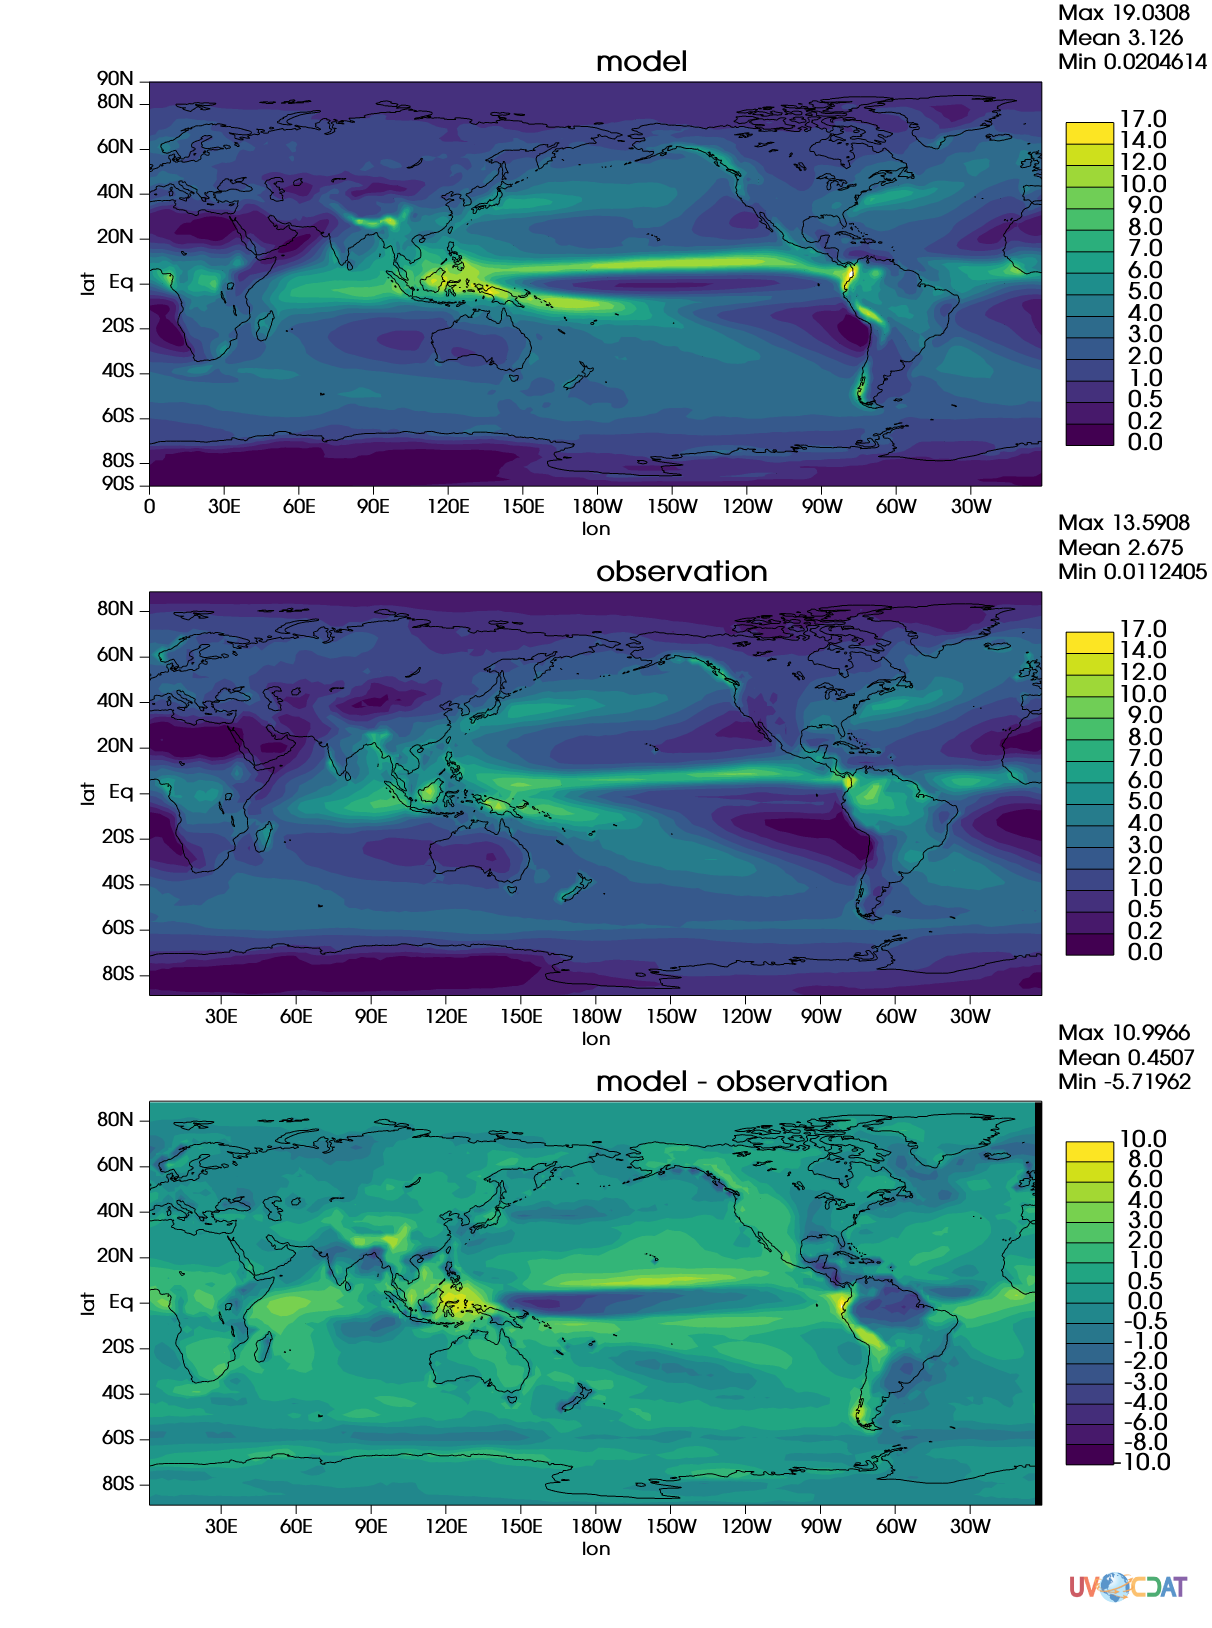 Max 19.0308
Mean 3.126
Min 0.0204614
model
90N
80N
60N
40N
20N
Eq
20S
40S
60S
80S
90S
lat
0 30E 60E 90E 120E 150E 180W 150W 120W 90W 60W 30W
lon
17.0
14.0
12.0
10.0
9.0
8.0
7.0
6.0
5.0
4.0
3.0
2.0
1.0
0.5
0.2
0.0
Max 13.5908
Mean 2.675
Min 0.0112405
observation
80N
60N
40N
20N
Eq
20S
40S
60S
80S
lat
30E 60E 90E 120E 150E 180W 150W 120W 90W 60W 30W
lon
17.0
14.0
12.0
10.0
9.0
8.0
7.0
6.0
5.0
4.0
3.0
2.0
1.0
0.5
0.2
0.0
Max 10.9966
Mean 0.4507
Min -5.71962
model - observation
80N
60N
40N
20N
Eq
20S
40S
60S
80S
lat
30E 60E 90E 120E 150E 180W 150W 120W 90W 60W 30W
lon
10.0
8.0
6.0
4.0
3.0
2.0
1.0
0.5
0.0
-0.5
-1.0
-2.0
-3.0
-4.0
-6.0
-8.0
-10.0
UV CDAT